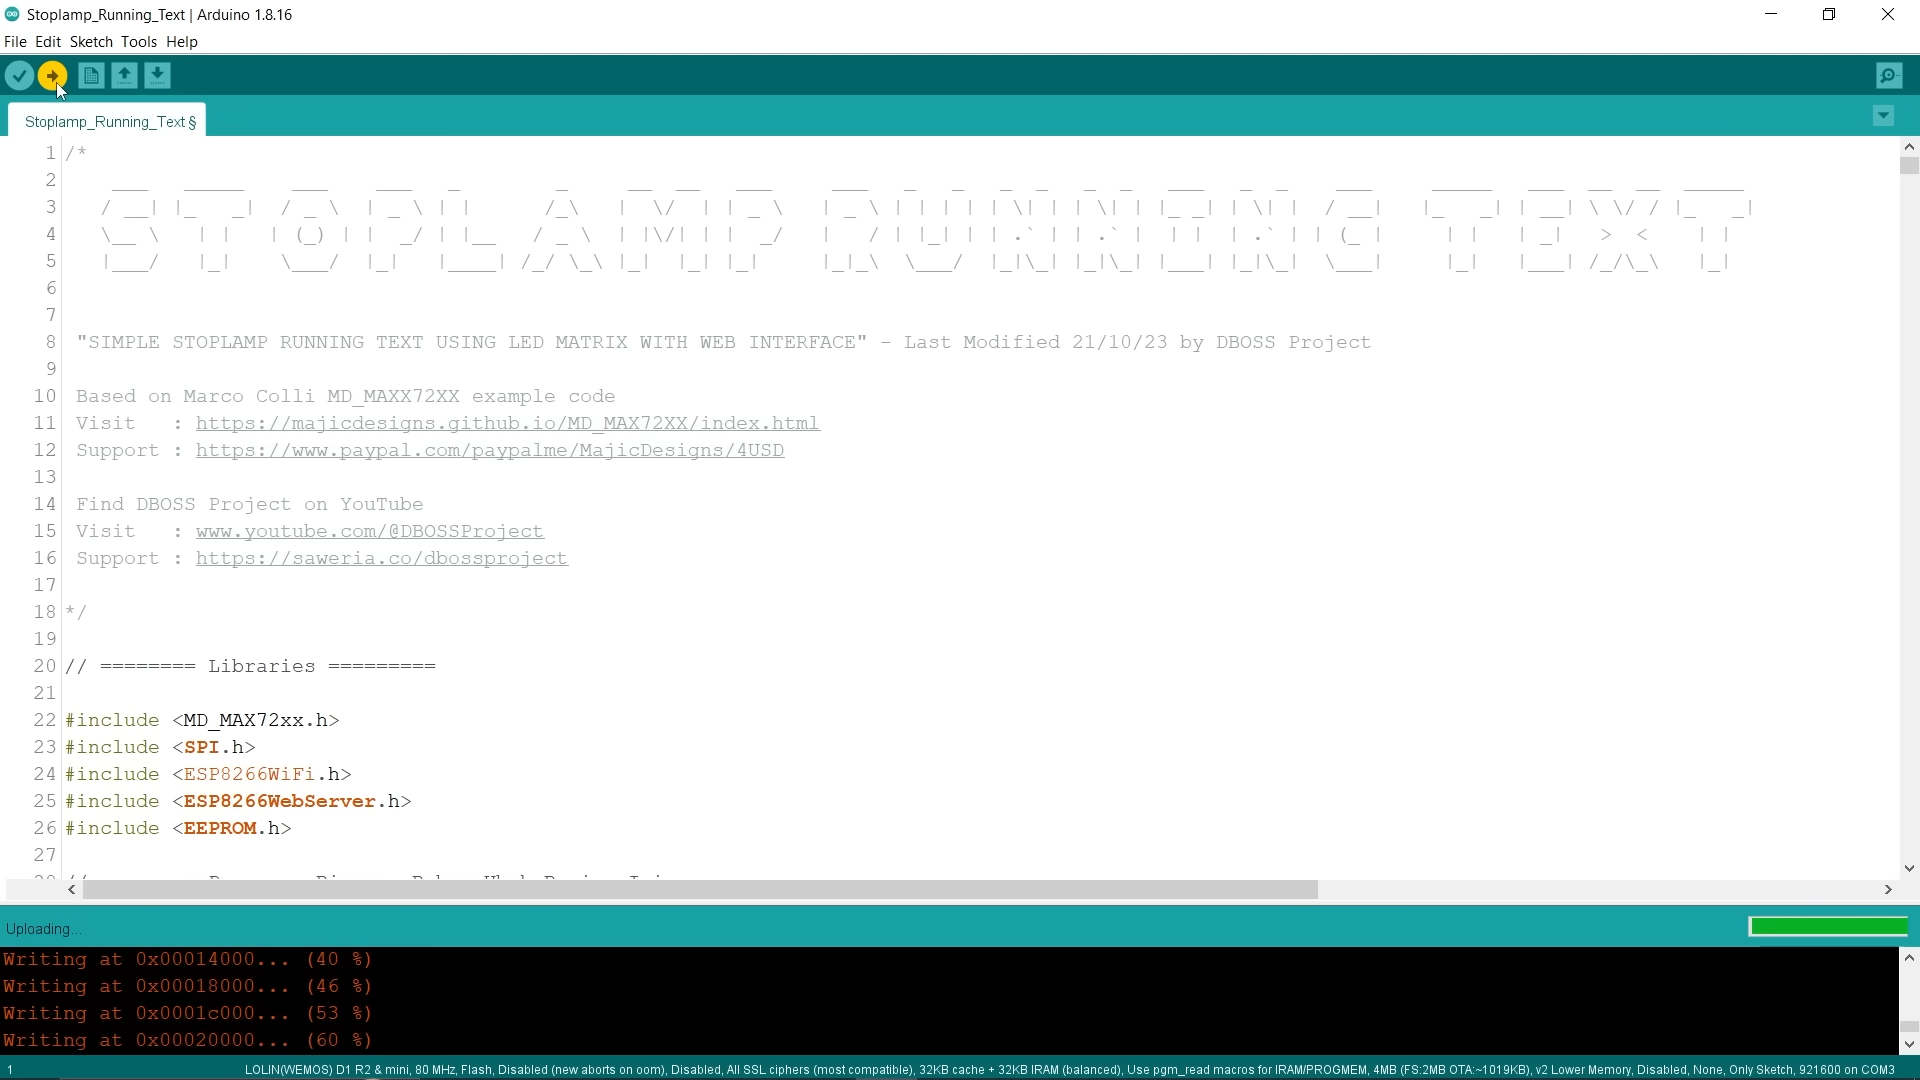 Stoplamp_Running_Text | Arduino 1.8.16
File Edit Sketch Tools Help
Stoplamp_Running_Text §
1 /*
2
3
4
5
6
7
8 "SIMPLE STOPLAMP RUNNING TEXT USING LED MATRIX WITH WEB INTERFACE" - Last Modified 21/10/23 by DBOSS Project
9
10 Based on Marco Colli MD_MAXX72XX example code
11 Visit : https://majicdesigns.github.io/MD_MAX72XX/index.html
12 Support : https://www.paypal.com/paypalme/MajicDesigns/4USD
13
14 Find DBOSS Project on YouTube
15 Visit : www.youtube.com/@DBOSSProject
16 Support : https://saweria.co/dbossproject
17
18 */
19
20 // ======== Libraries =========
21
22 #include <MD_MAX72xx.h>
23 #include <SPI.h>
24 #include <ESP8266WiFi.h>
25 #include <ESP8266WebServer.h>
26 #include <EEPROM.h>
27
STOPLAMP RUNNING TEXT
Uploading...
Writing at 0x00014000... (40 %)
Writing at 0x00018000... (46 %)
Writing at 0x0001c000... (53 %)
Writing at 0x00020000... (60 %)
1 LOLIN(WEMOS) D1 R2 & mini, 80 MHz, Flash, Disabled (new aborts on oom), Disabled, All SSL ciphers (most compatible), 32KB cache + 32KB IRAM (balanced), Use pgm_read macros for IRAM/PROGMEM, 4MB (FS:2MB OTA:~1019KB), v2 Lower Memory, Disabled, None, Only Sketch, 921600 on COM3